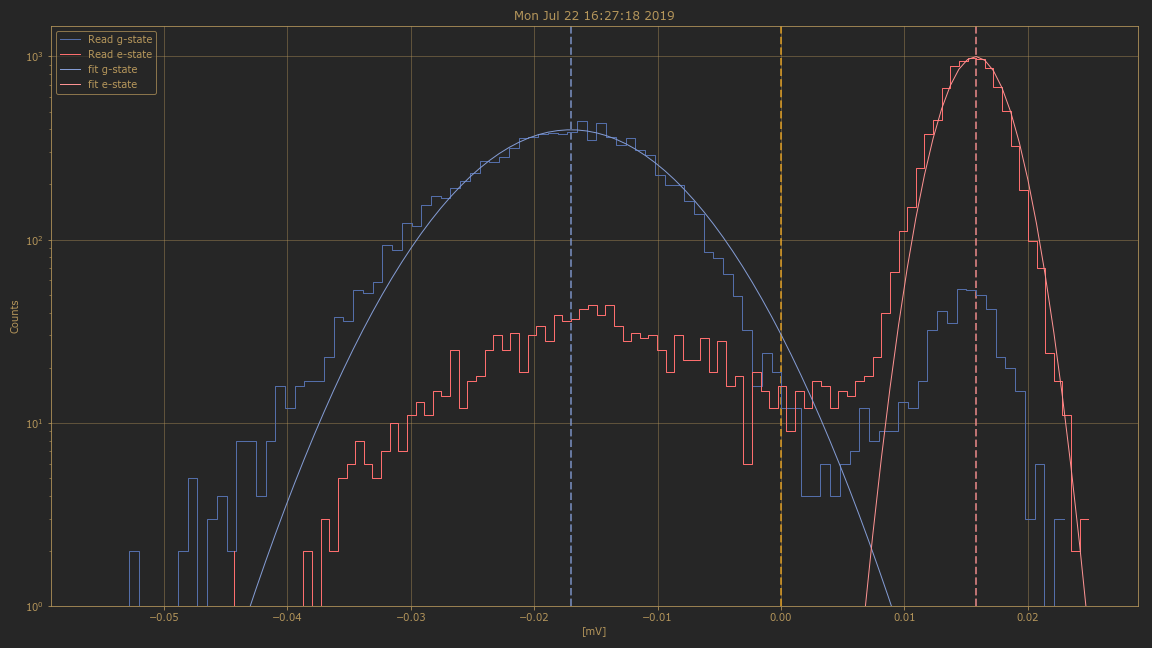 Mon Jul 22 16:27:18 2019
Read g-state
Read e-state
fit g-state
fit e-state
10³
10²
10¹
10⁰
Counts
−0.05 −0.04 −0.03 −0.02 −0.01 0.00 0.01 0.02
[mV]